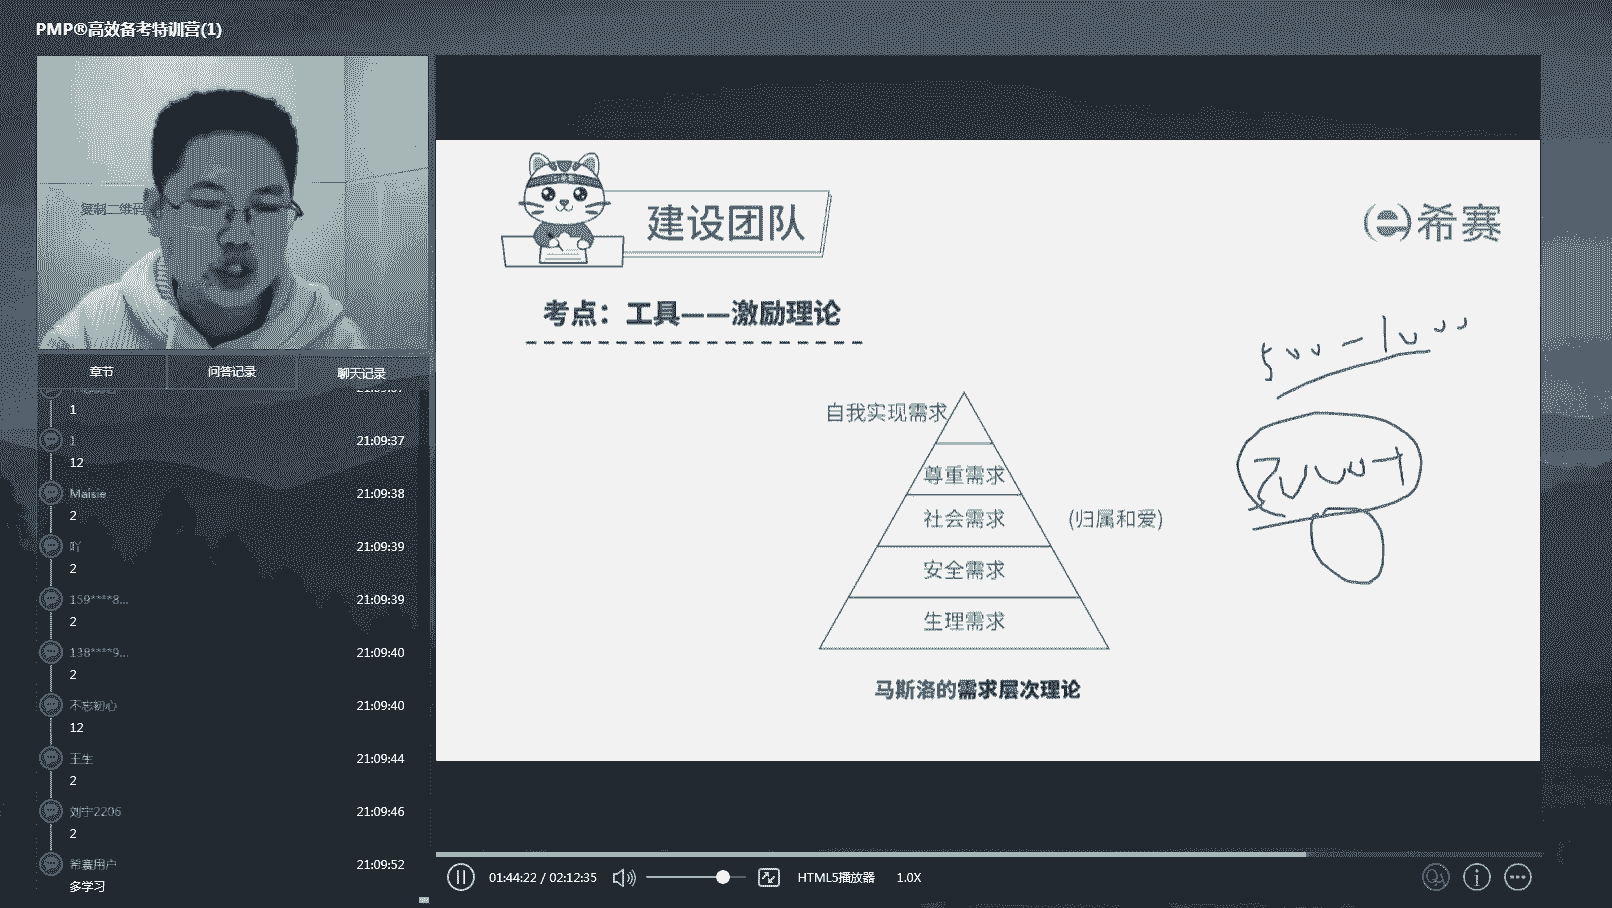 PMP®高效备考特训营(1)
复制二维码
章节
问答记录
聊天记录
1
1
21:09:37
12
Maisie
21:09:38
2
吖
21:09:39
2
159****8...
21:09:39
2
138****9...
21:09:40
2
不忘初心
21:09:40
12
王生
21:09:44
2
刘宁2206
21:09:46
2
希赛用户
21:09:52
多学习
建设团队
希赛
考点：工具——激励理论
自我实现需求
尊重需求
社会需求
(归属和爱)
安全需求
生理需求
马斯洛的需求层次理论
01:44:22 / 02:12:35
HTML5播放器
1.0X